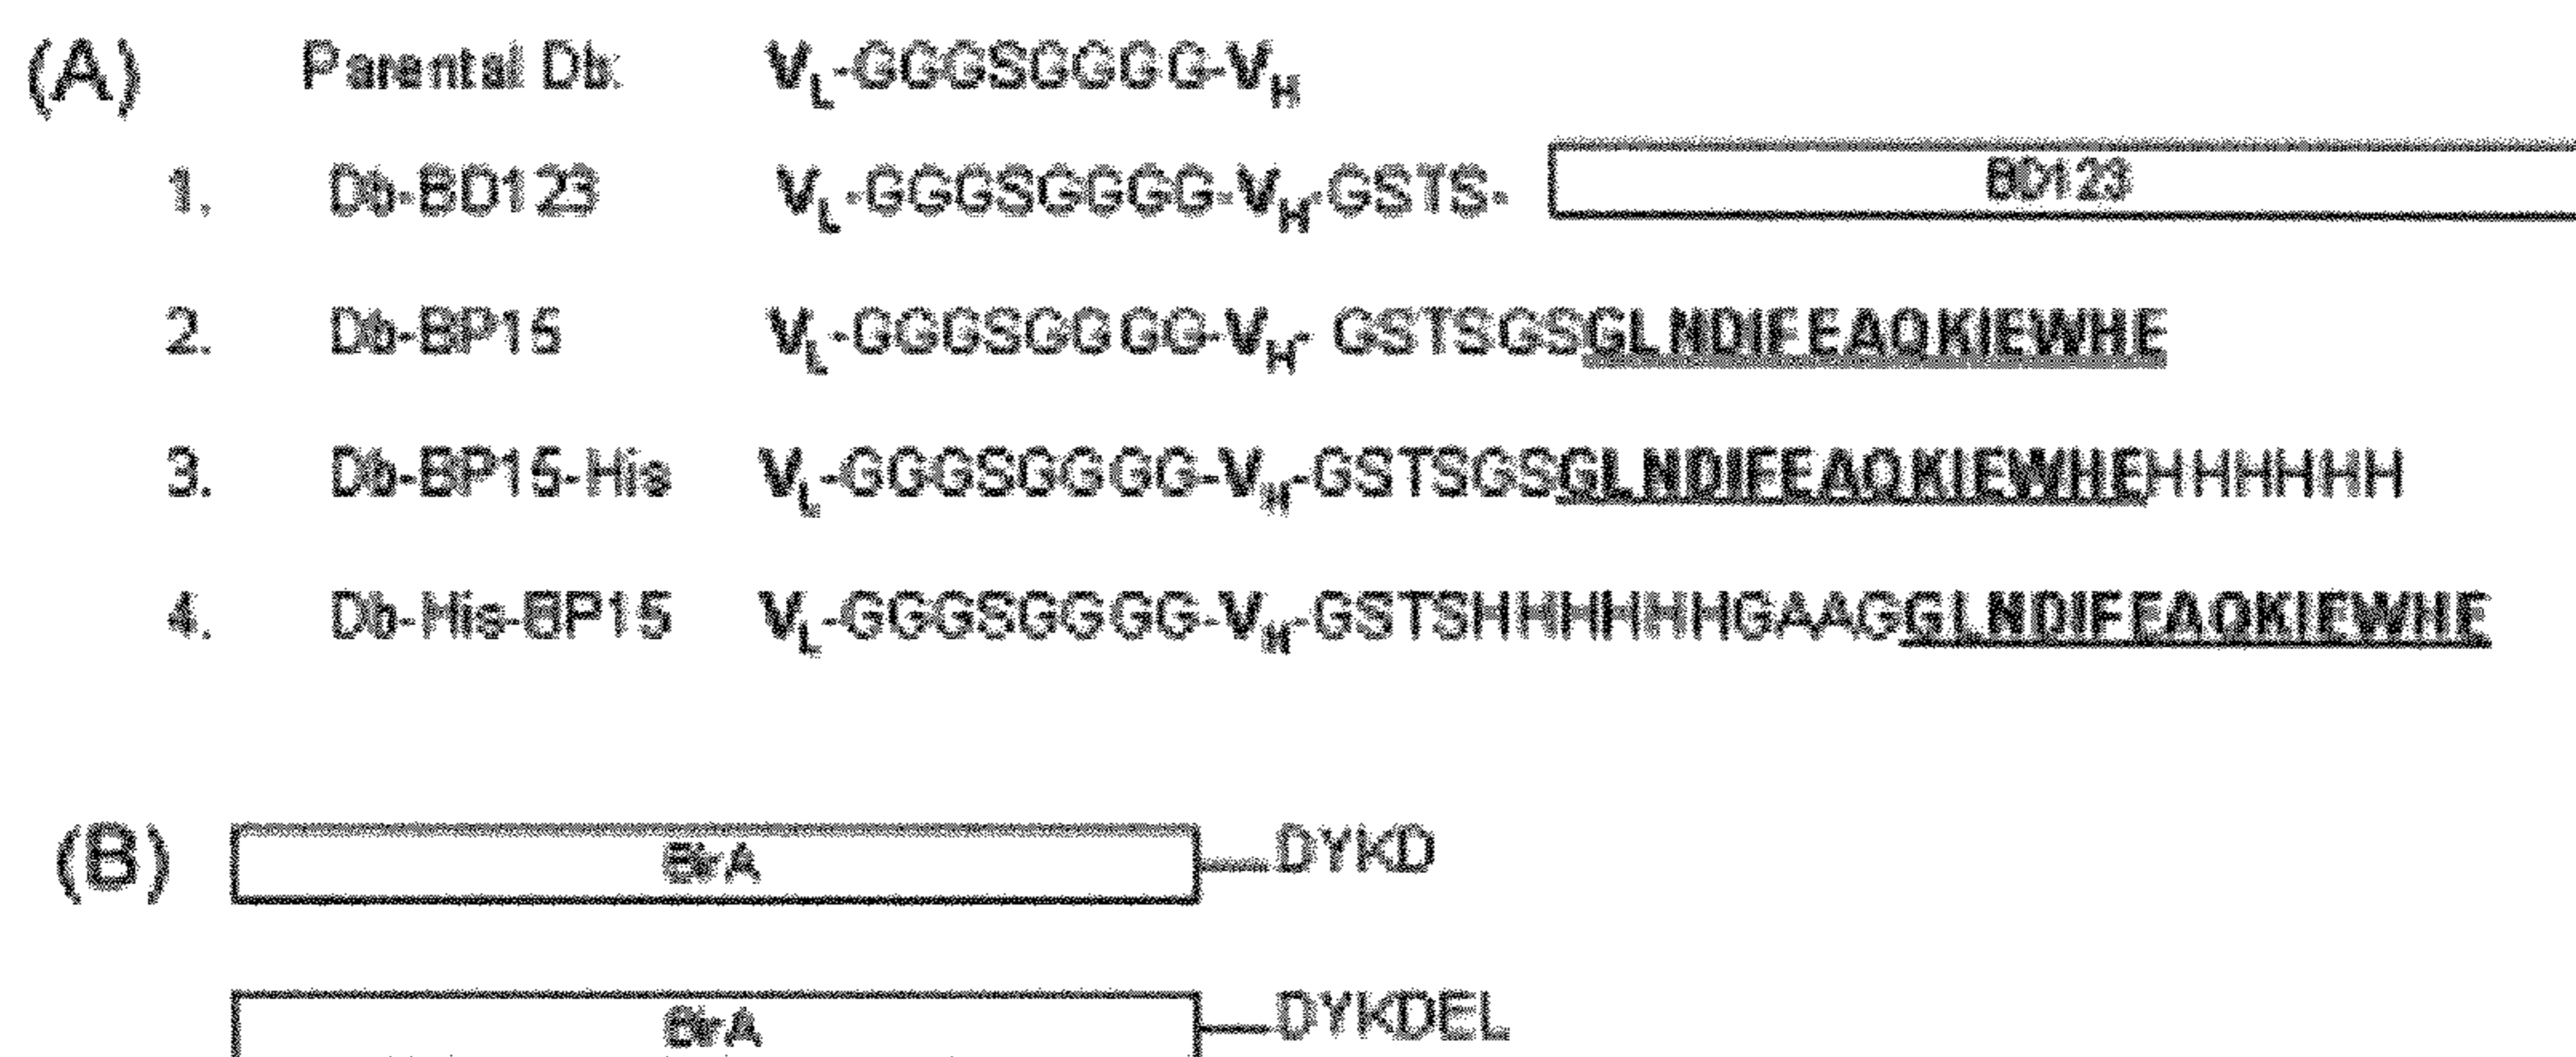 (A) Parental Db: VL-GGGSGGGG-VH
1. Db-BD123 VL-GGGSGGGG-VH-GSTS- BD123
2. Db-BP15 VL-GGGSGGGG-VH- GSTSGSGLNDIFEAQKIEWHE
3. Db-BP15-His VL-GGGSGGGG-VH-GSTSGSGLNDIFEAQKIEWHEHHHHHH
4. Db-His-BP15 VL-GGGSGGGG-VH-GSTSHHHHHHGAAGGLNDIFEAQKIEWHE
(B) BirA DYKD
BirA DYKDEL